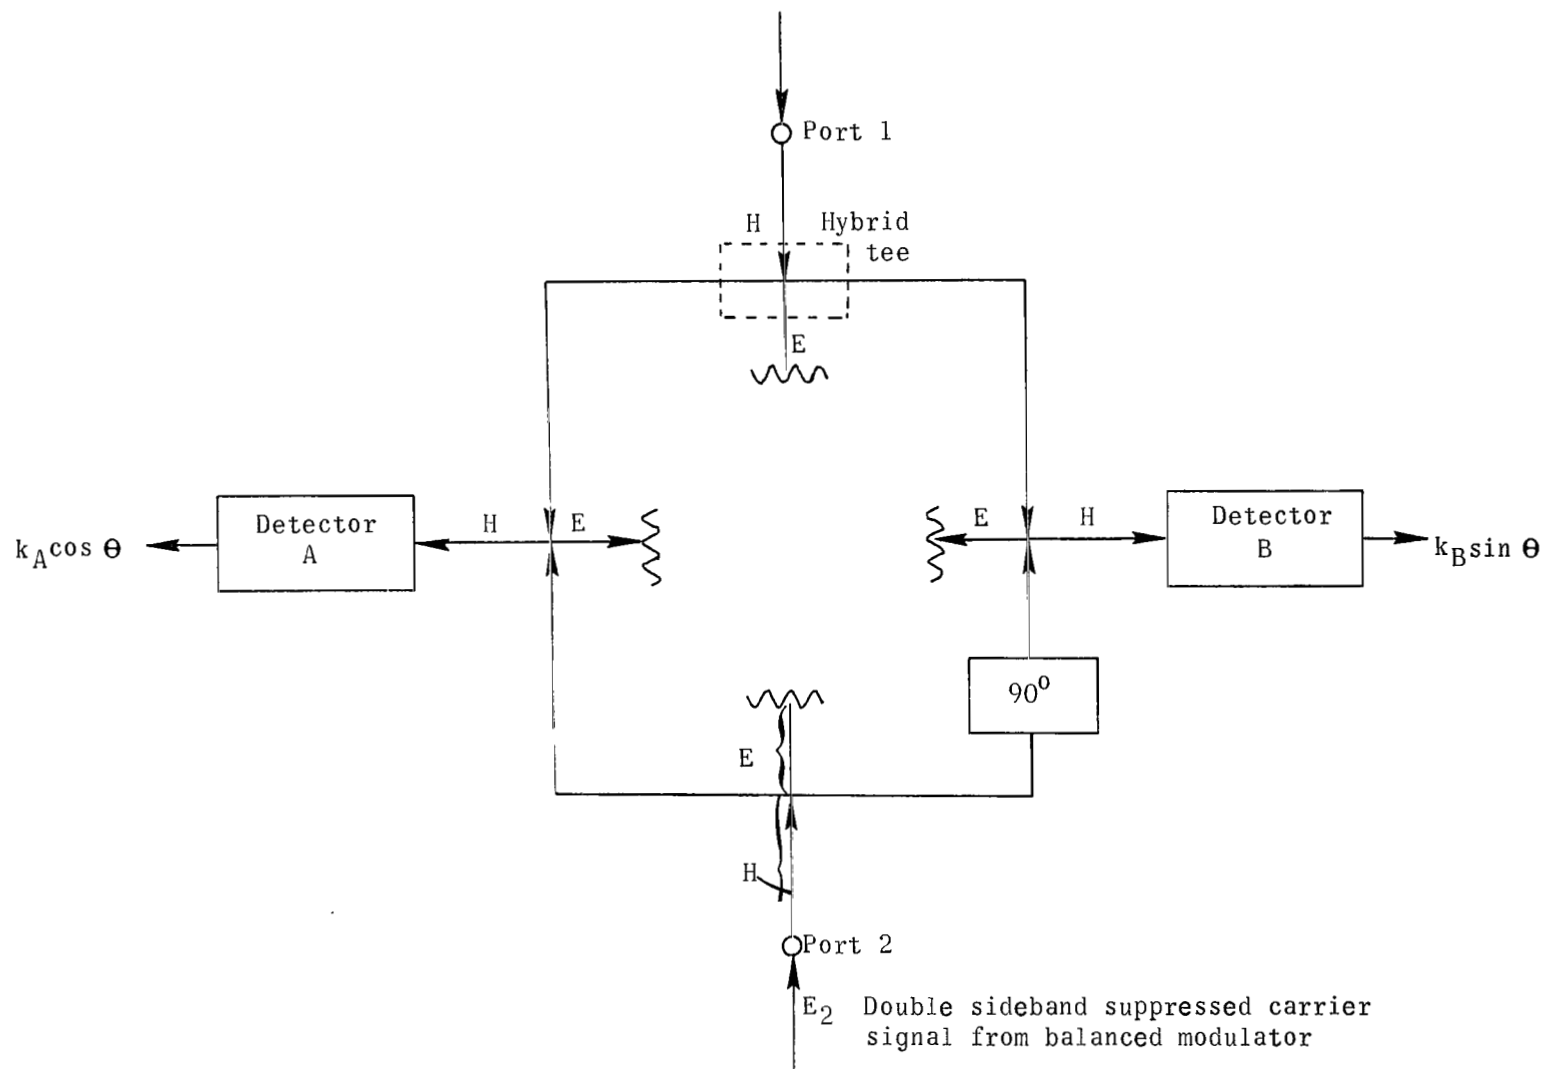 Port 1
H
Hybrid
tee
E
Detector
A
H
E
k_A cos θ
E
H
Detector
B
k_B sin θ
90°
E
H
Port 2
E_2 Double sideband suppressed carrier
signal from balanced modulator